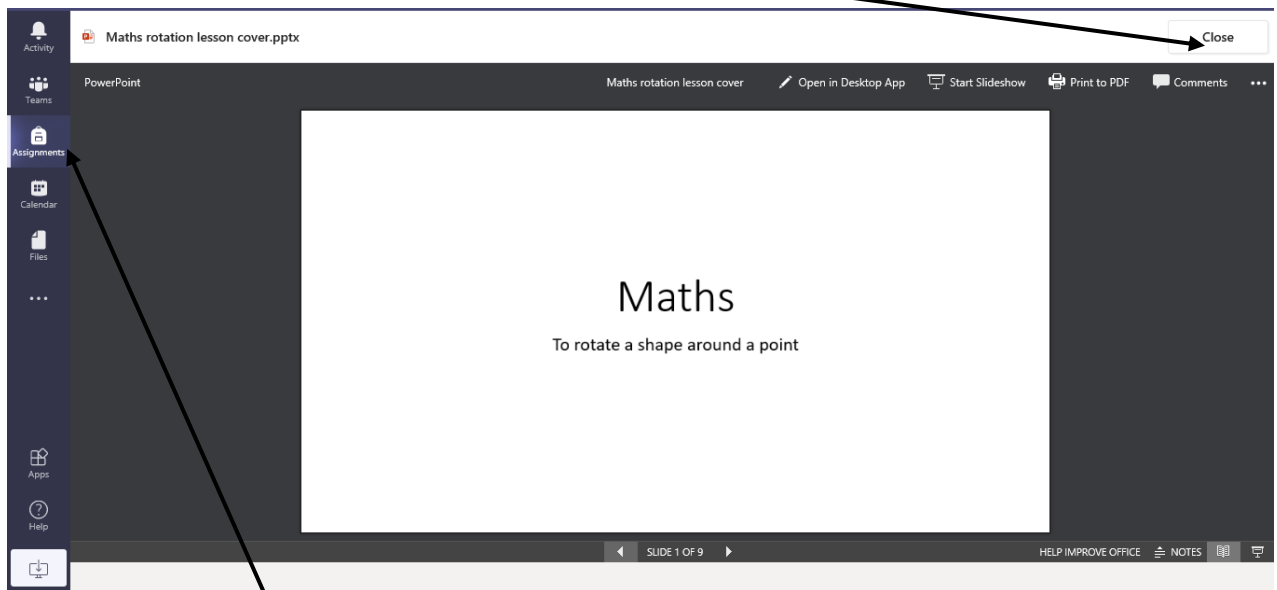 Activity
Maths rotation lesson cover.pptx
Close
Teams
PowerPoint
Maths rotation lesson cover
Open in Desktop App
Start Slideshow
Print to PDF
Comments
Assignments
Calendar
Files
Maths
To rotate a shape around a point
Apps
Help
SLIDE 1 OF 9
HELP IMPROVE OFFICE
NOTES